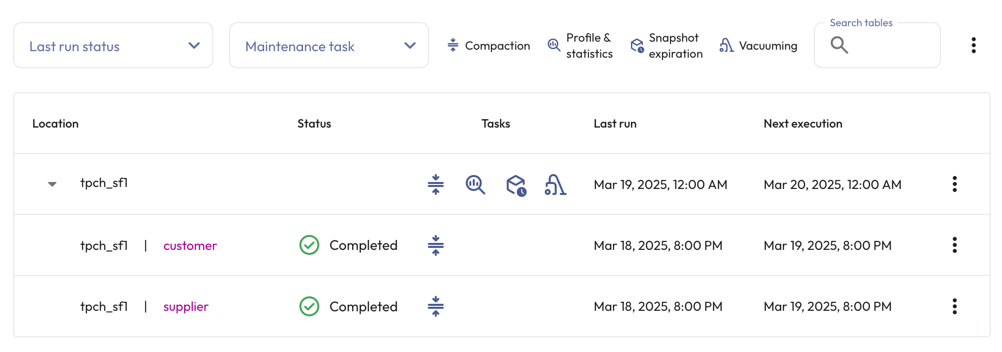 Last run status
Maintenance task
Compaction
Profile &
statistics
Snapshot
expiration
Vacuuming
Search tables
Location Status Tasks Last run Next execution
tpch_sf1 Mar 19, 2025, 12:00 AM Mar 20, 2025, 12:00 AM
tpch_sf1 | customer Completed Mar 18, 2025, 8:00 PM Mar 19, 2025, 8:00 PM
tpch_sf1 | supplier Completed Mar 18, 2025, 8:00 PM Mar 19, 2025, 8:00 PM